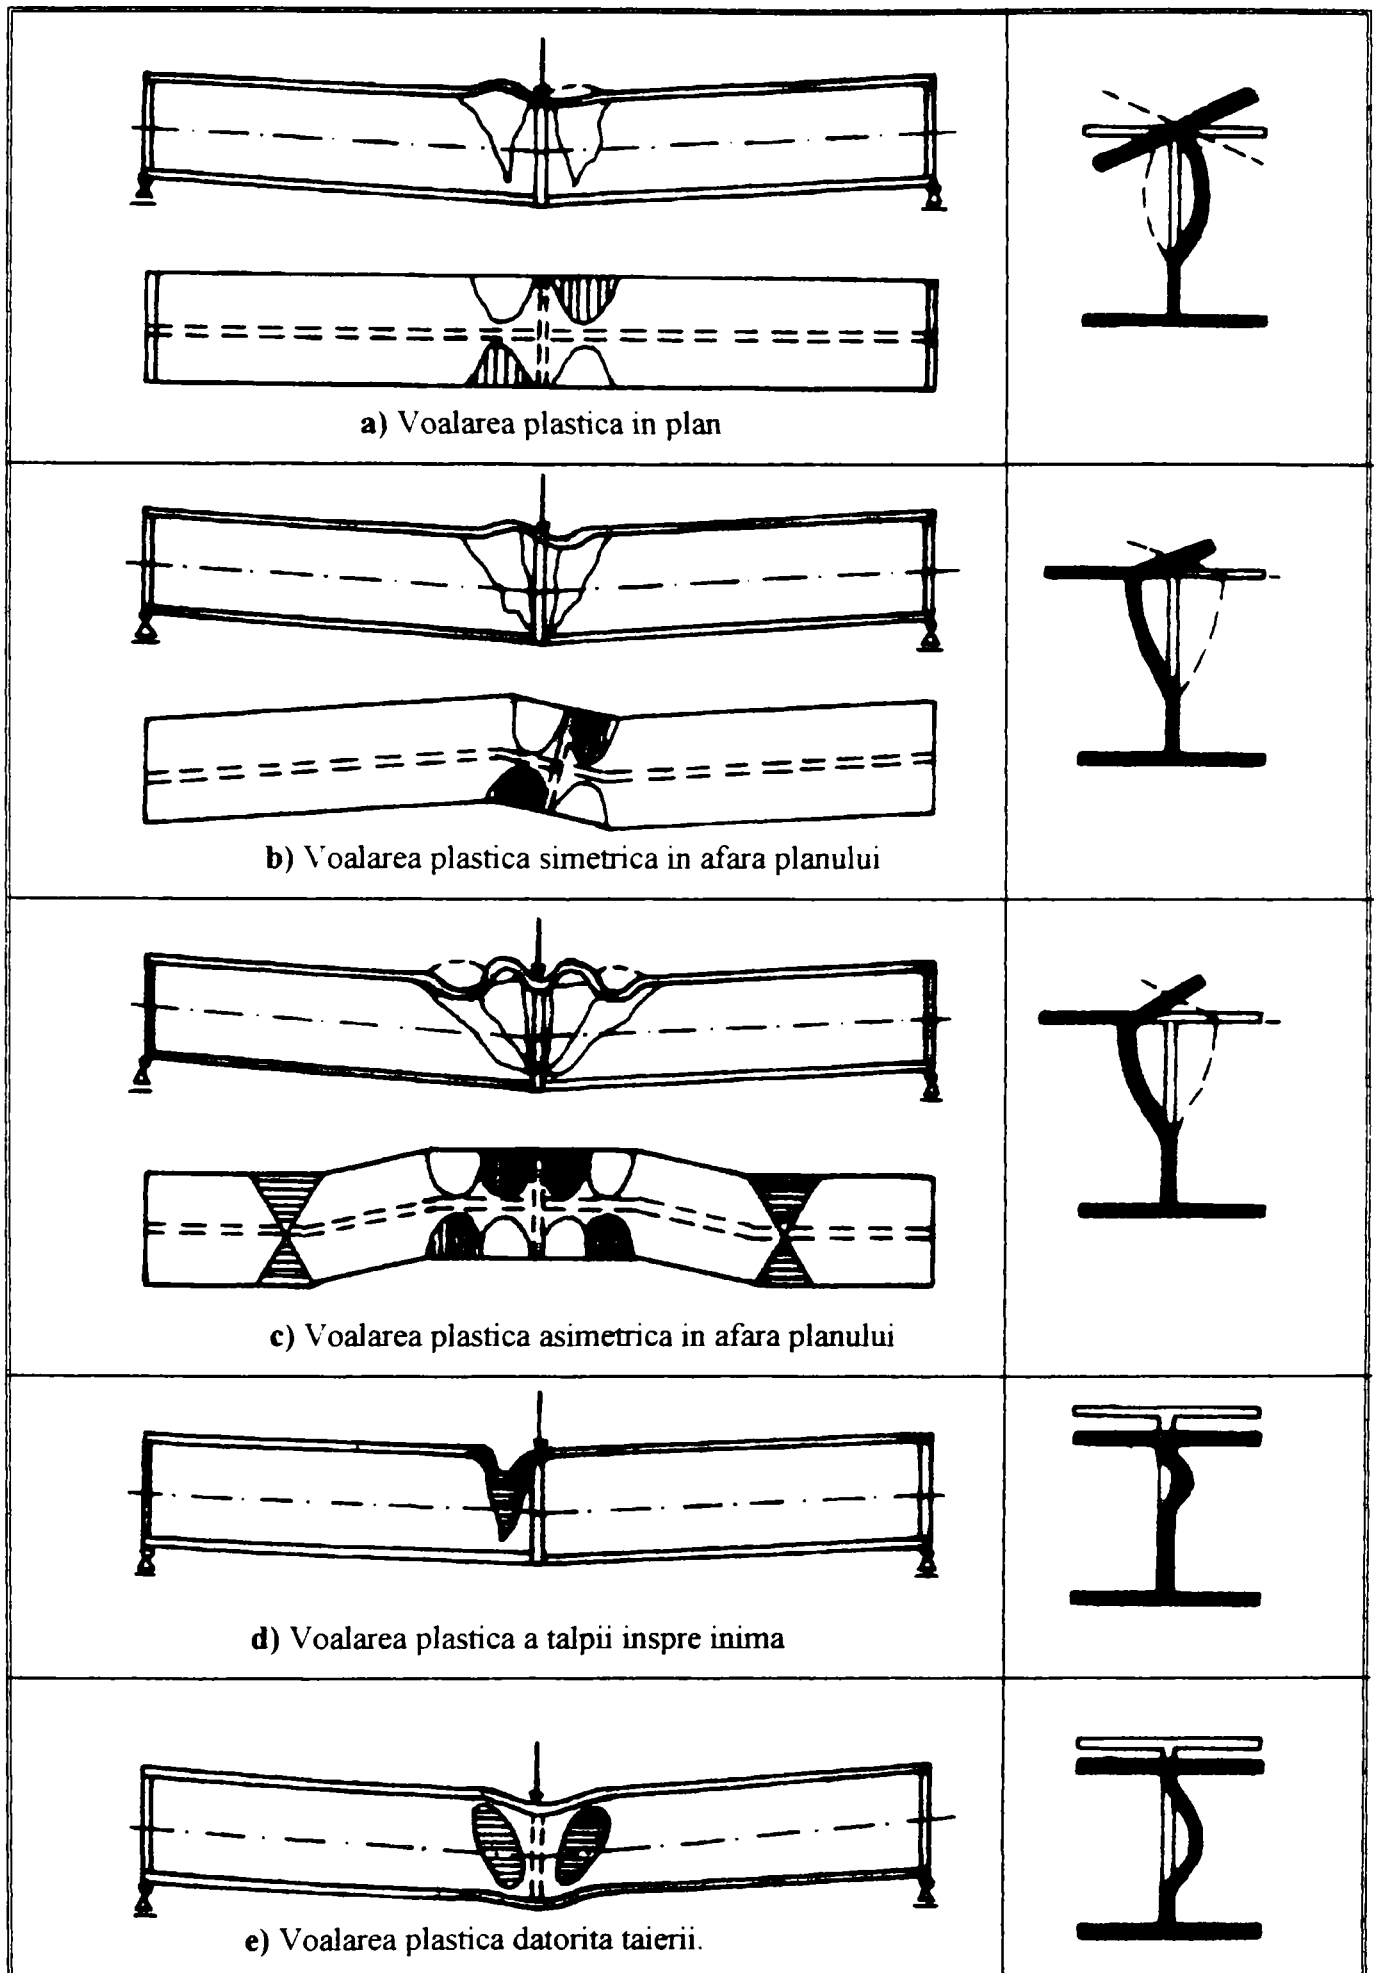 a) Voalarea plastica in plan
b) Voalarea plastica simetrica in afara planului
c) Voalarea plastica asimetrica in afara planului
d) Voalarea plastica a talpii inspre inima
e) Voalarea plastica datorita taierii.